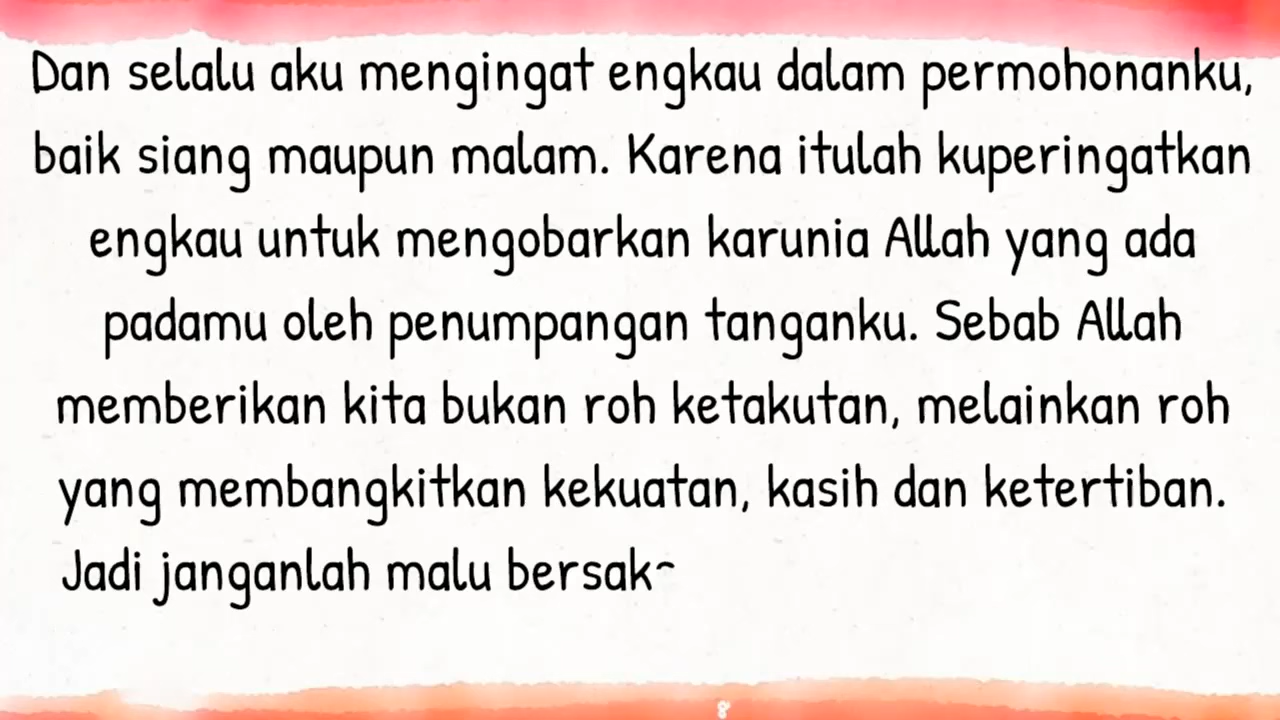 Dan selalu aku mengingat engkau dalam permohonanku,
baik siang maupun malam. Karena itulah kuperingatkan
engkau untuk mengobarkan karunia Allah yang ada
padamu oleh penumpangan tanganku. Sebab Allah
memberikan kita bukan roh ketakutan, melainkan roh
yang membangkitkan kekuatan, kasih dan ketertiban.
Jadi janganlah malu bersak~